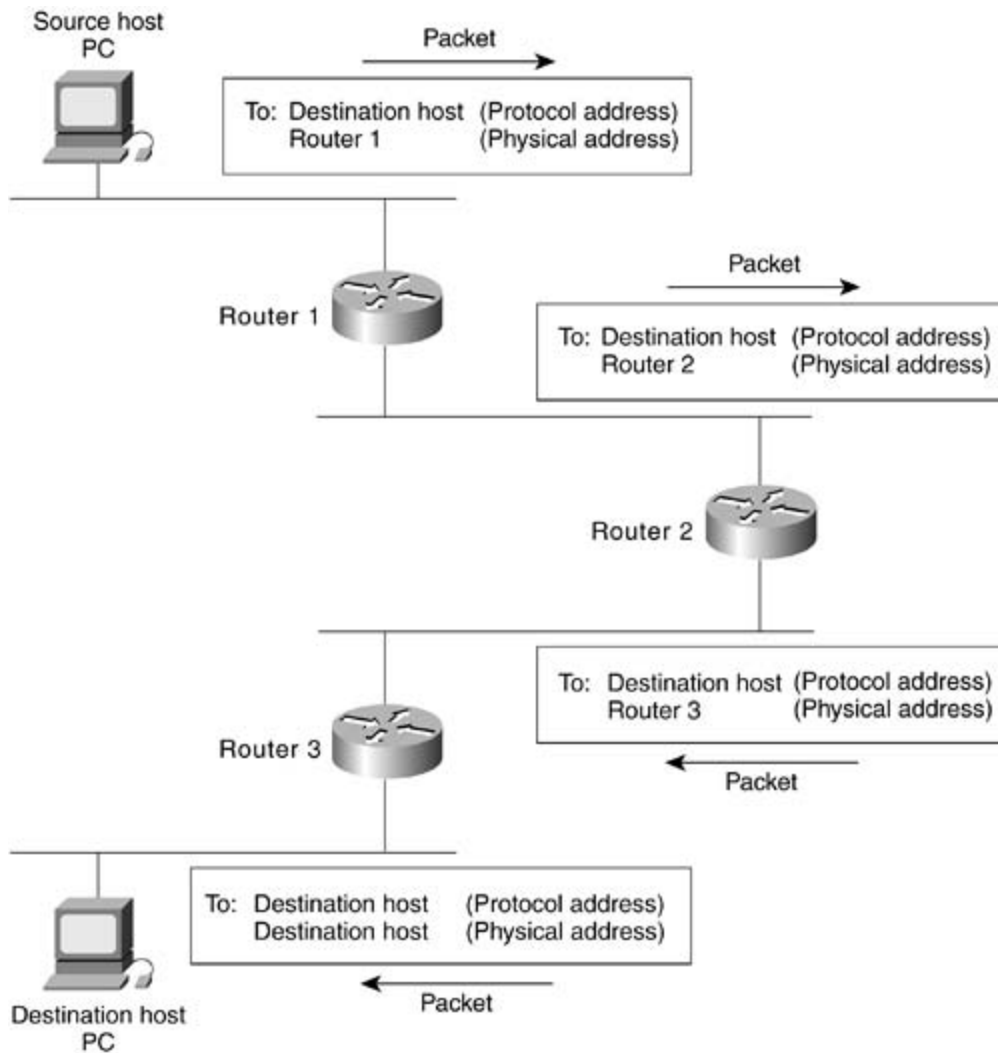 Source host
PC
Packet
To: Destination host (Protocol address)
Router 1 (Physical address)
Router 1
Packet
To: Destination host (Protocol address)
Router 2 (Physical address)
Router 2
To: Destination host (Protocol address)
Router 3 (Physical address)
Router 3
Packet
To: Destination host (Protocol address)
Destination host (Physical address)
Packet
Destination host
PC